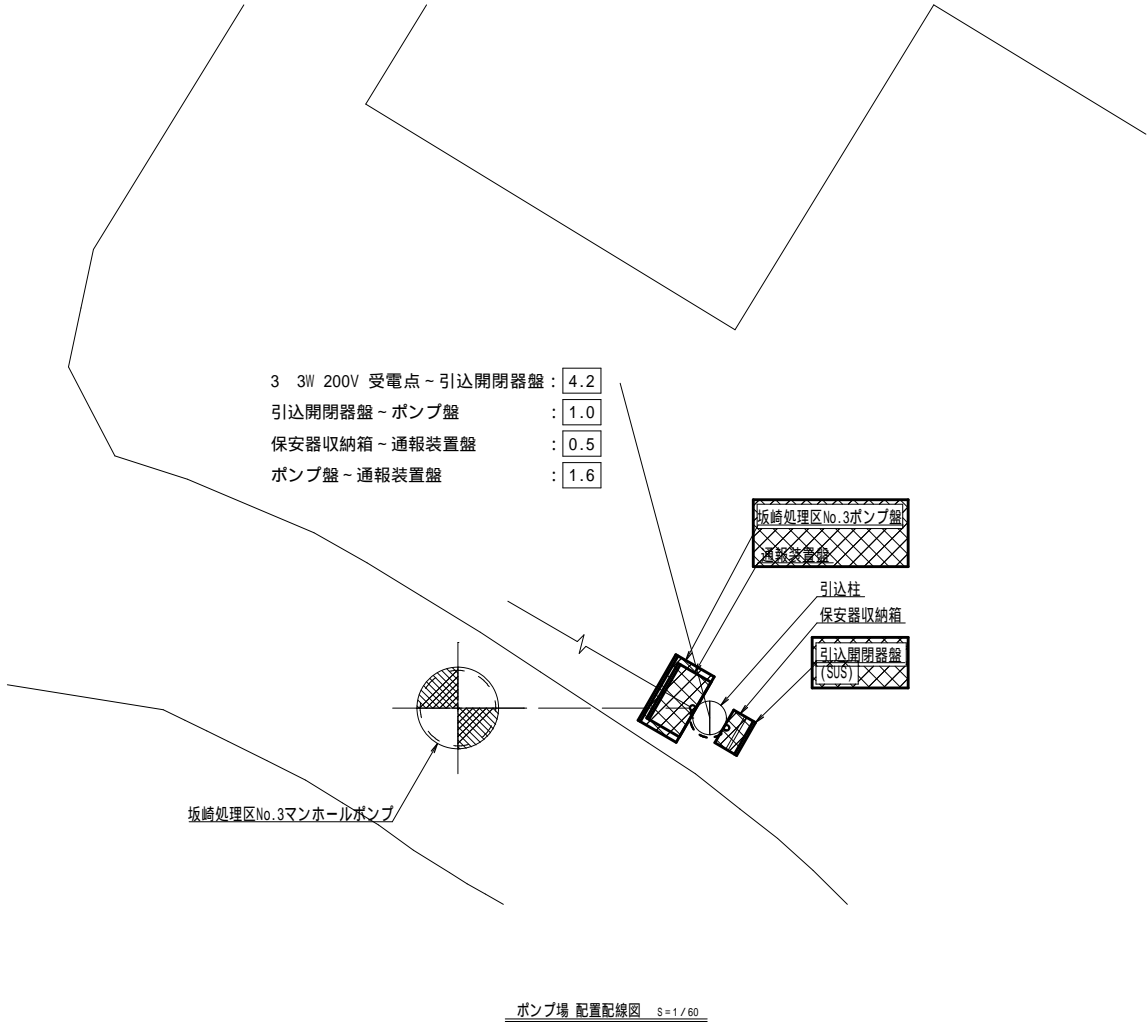 3 3W 200V 受電点~引込開閉器盤 : 4.2
引込開閉器盤~ポンプ盤 : 1.0
保安器収納箱~通報装置盤 : 0.5
ポンプ盤~通報装置盤 : 1.6
坂崎処理区No.3ポンプ盤
通報装置盤
引込柱
保安器収納箱
引込開閉器盤
(SUS)
坂崎処理区No.3マンホールポンプ
ポンプ場 配置配線図 S=1/60